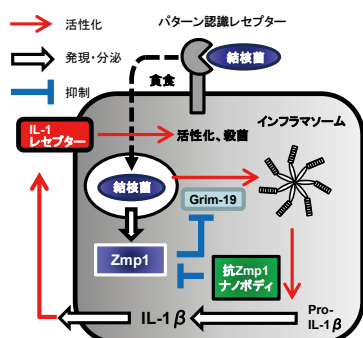 活性化
発現・分泌
抑制
パターン認識レセプター
結核菌
貪食
IL-1
レセプター
活性化、殺菌
インフラマソーム
結核菌
Grim-19
Zmp1
抗Zmp1
ナノボディ
IL-1β
Pro-
IL-1β